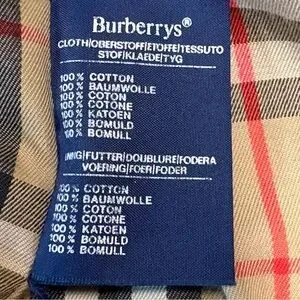 Burberrys®
CLOTH/OBERSTOFF/ETOFFE/TESSUTO
STOF/KLAEDE/TYG
100% COTTON
100% BAUMWOLLE
100% COTON
100% COTONE
100% KATOEN
100% BOMULD
100% BOMULL
/FUTTER/DOUBLURE/FODERA
VOERING/FOER/FODER
100% COTTON
100% BAUMWOLLE
100% COTON
100% COTONE
100% KATOEN
100% BOMULD
100% BOMULL